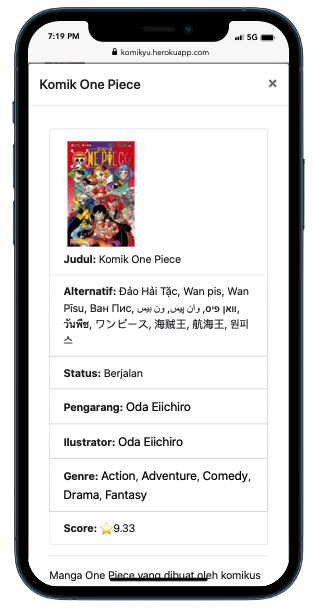 7:19 PM
5G
komikyu.herokuapp.com
Komik One Piece
×
ONE PIECE
Judul: Komik One Piece
Alternatif: Đảo Hải Tặc, Wan pis, Wan
Pīsu, Ван Пис, וואן פיס, وان پیس, ون بيس,
วันพีซ, ワンピース, 海贼王, 航海王, 원피
스
Status: Berjalan
Pengarang: Oda Eiichiro
Ilustrator: Oda Eiichiro
Genre: Action, Adventure, Comedy,
Drama, Fantasy
Score: ⭐9.33
Manga One Piece yang dibuat oleh komikus